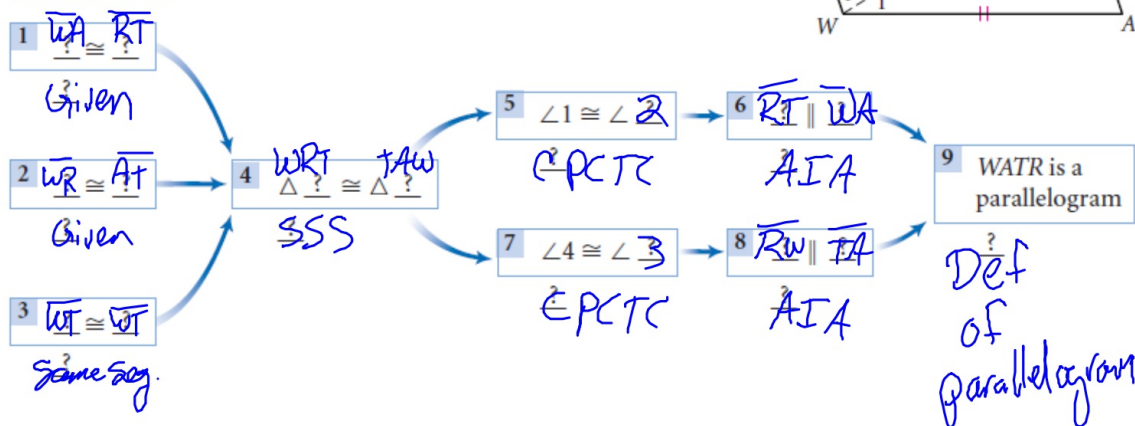 W
1
A
1 WA ≅ RT
Given
2 WR ≅ AT
Given
3 WT ≅ WT
Same Seg.
4 △ WRT ≅ △ TAW
SSS
5 ∠1 ≅ ∠ 2
CPCTC
6 RT ∥ WA
AIA
7 ∠4 ≅ ∠ 3
CPCTC
8 RW ∥ TA
AIA
9 WATR is a
parallelogram
?
Def
of
parallelogram